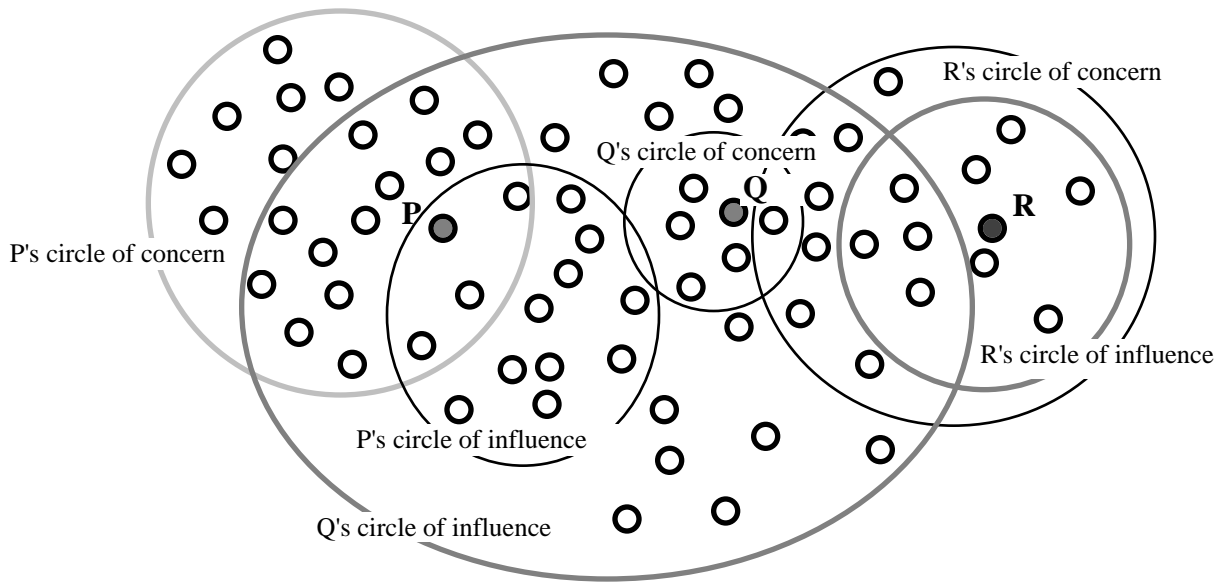 R's circle of concern
Q's circle of concern
Q
P
R
P's circle of concern
R's circle of influence
P's circle of influence
Q's circle of influence